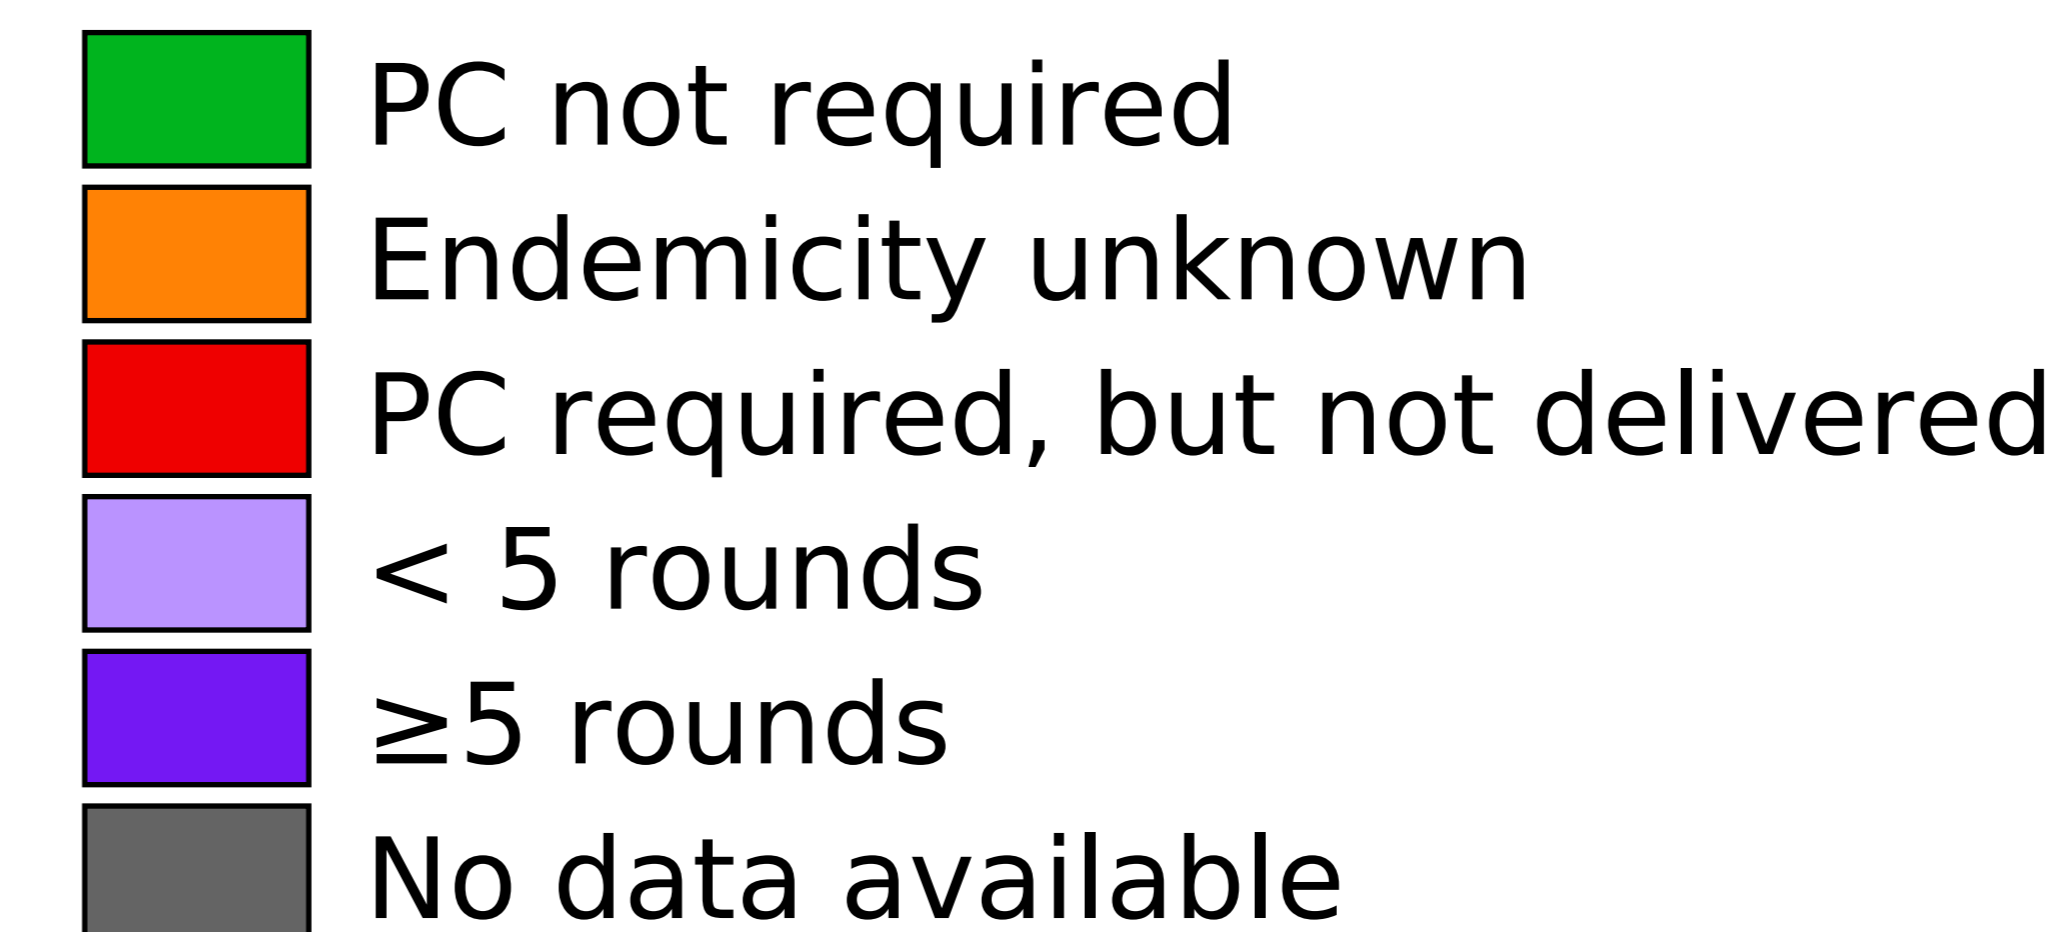 PC not required
Endemicity unknown
PC required, but not delivered
< 5 rounds
≥5 rounds
No data available